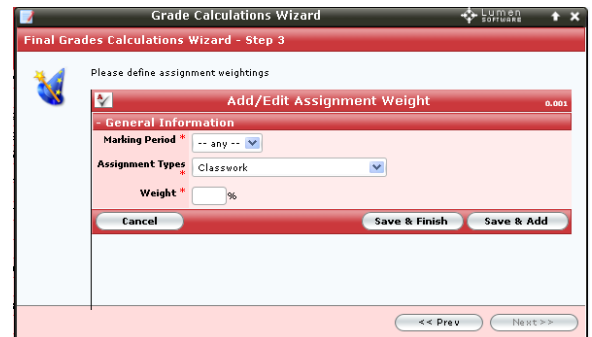 Grade Calculations Wizard
Lumen
SOFTWARE
Final Grades Calculations Wizard - Step 3
Please define assignment weightings
Add/Edit Assignment Weight
0.001
- General Information
Marking Period * -- any --
Assignment Types * Classwork
Weight * %
Cancel Save & Finish Save & Add
<< Prev Next>>